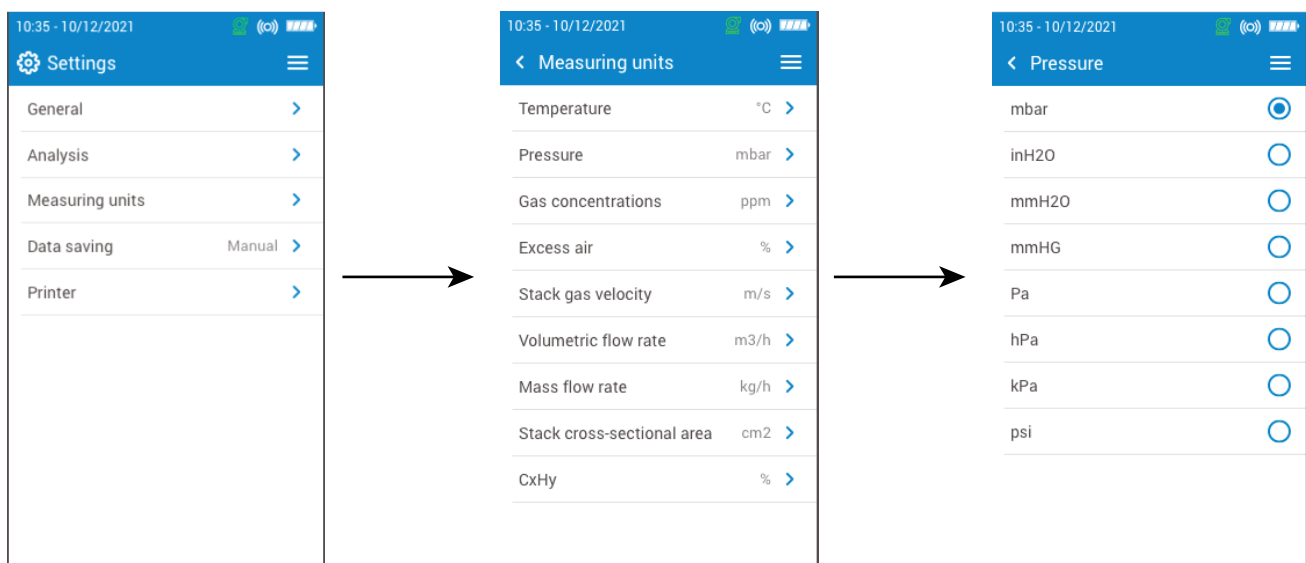 10:35 - 10/12/2021
Settings
General
Analysis
Measuring units
Data saving Manual
Printer
10:35 - 10/12/2021
Measuring units
Temperature °C
Pressure mbar
Gas concentrations ppm
Excess air %
Stack gas velocity m/s
Volumetric flow rate m3/h
Mass flow rate kg/h
Stack cross-sectional area cm2
CxHy %
10:35 - 10/12/2021
Pressure
mbar
inH2O
mmH2O
mmHG
Pa
hPa
kPa
psi